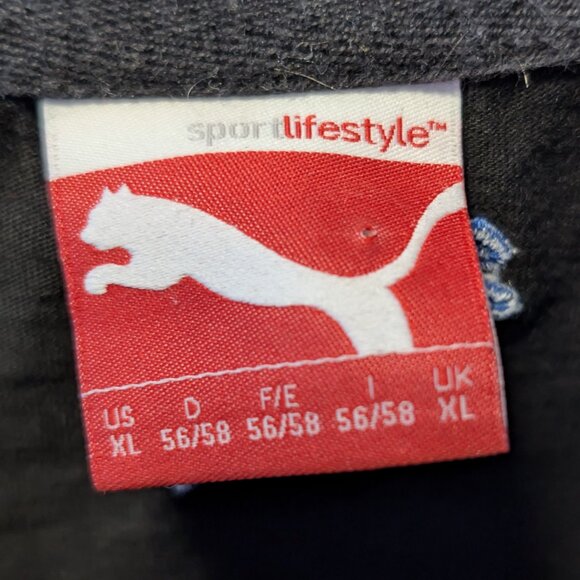 sportlifestyle™
US D F/E I UK
XL 56/58 56/58 56/58 XL